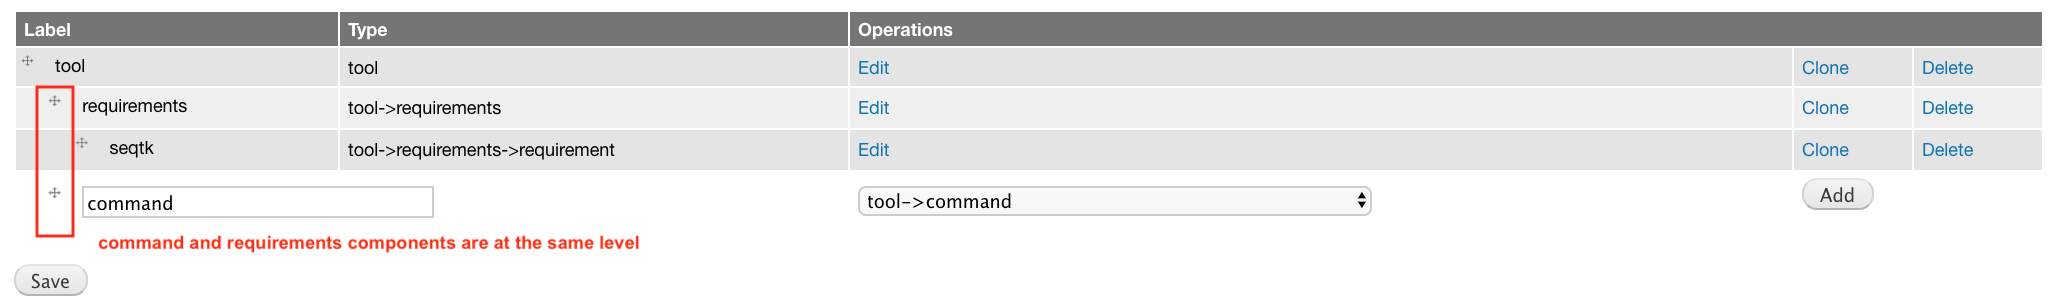 Label Type Operations
tool tool Edit Clone Delete
requirements tool->requirements Edit Clone Delete
seqtk tool->requirements->requirement Edit Clone Delete
command tool->command Add
command and requirements components are at the same level
Save